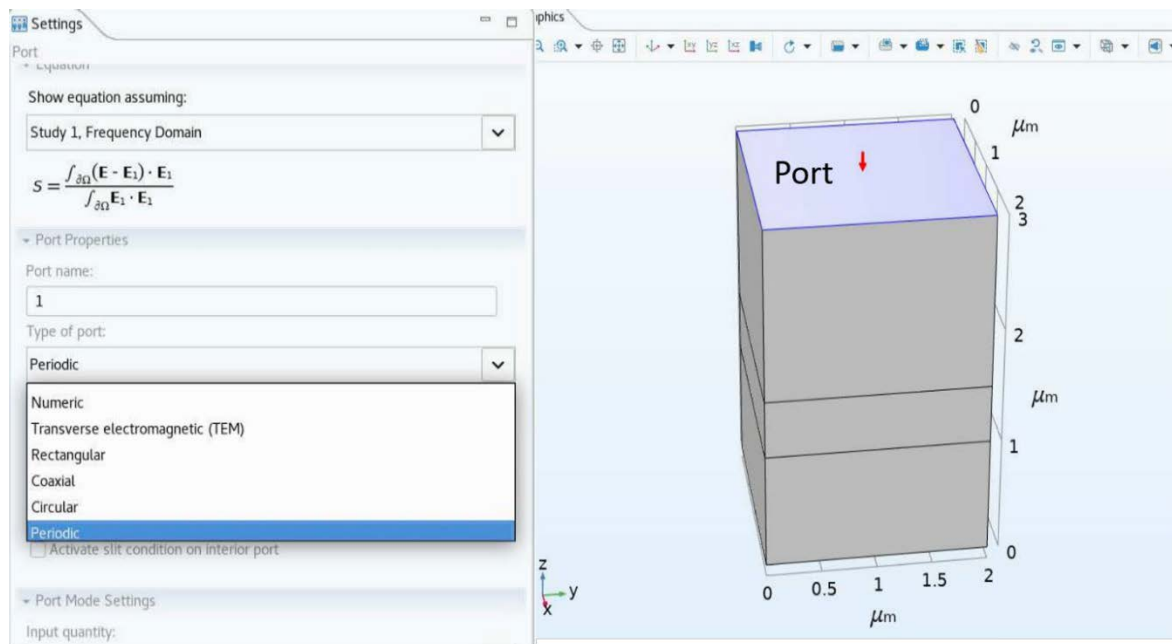 Settings
Port
Equation
Show equation assuming:
Study 1, Frequency Domain
S = ∫∂Ω(E - E₁) · E₁ / ∫∂ΩE₁ · E₁
Port Properties
Port name:
1
Type of port:
Periodic
Numeric
Transverse electromagnetic (TEM)
Rectangular
Coaxial
Circular
Periodic
Activate slit condition on interior port
Port Mode Settings
Input quantity:
phics
Port
0
μm
1
2
3
2
μm
1
0
0
0.5
1
1.5
2
μm
z
y
x